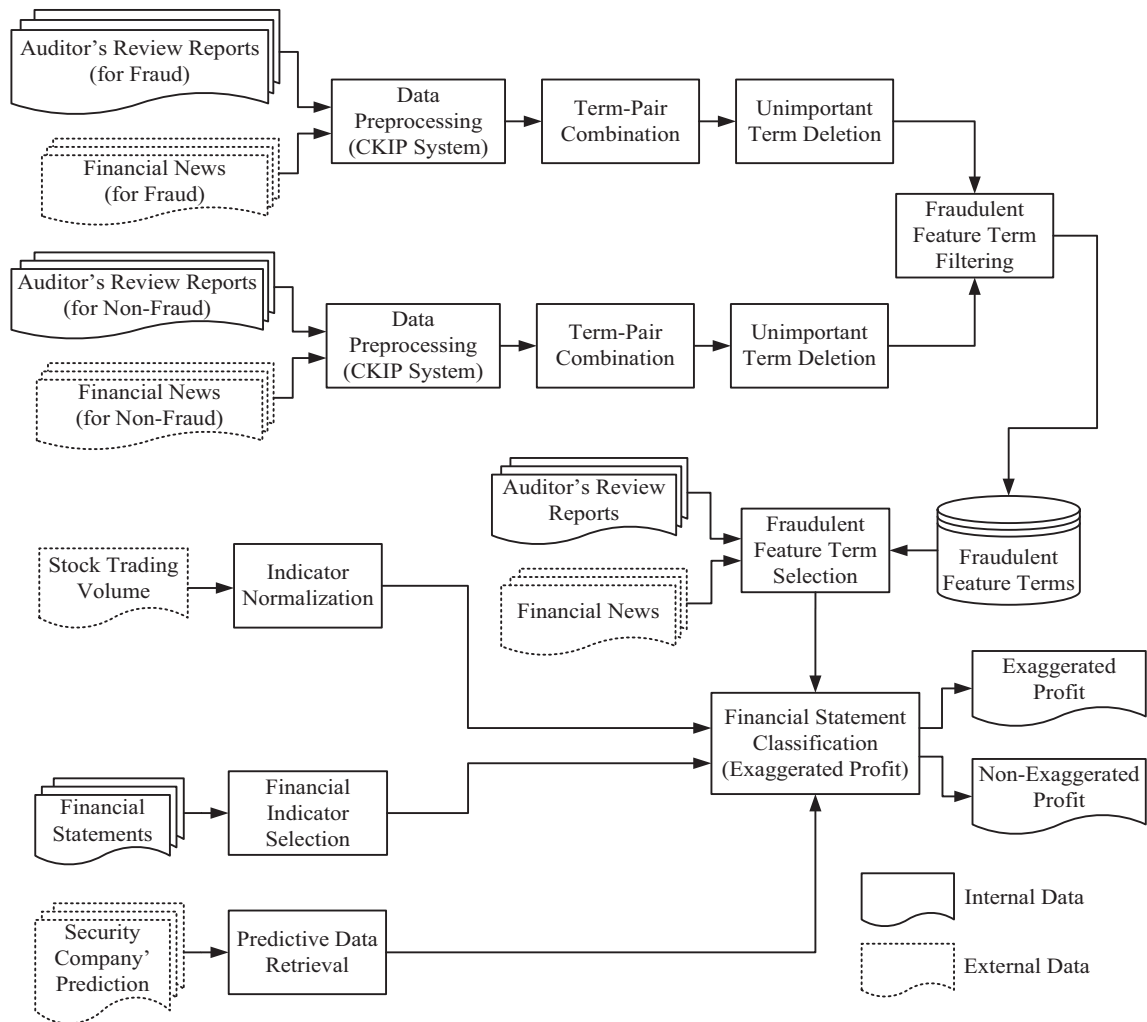 Auditor's Review Reports
(for Fraud)
Financial News
(for Fraud)
Data
Preprocessing
(CKIP System)
Term-Pair
Combination
Unimportant
Term Deletion
Fraudulent
Feature Term
Filtering
Auditor's Review Reports
(for Non-Fraud)
Financial News
(for Non-Fraud)
Data
Preprocessing
(CKIP System)
Term-Pair
Combination
Unimportant
Term Deletion
Auditor's Review
Reports
Financial News
Fraudulent
Feature Term
Selection
Fraudulent
Feature Terms
Stock Trading
Volume
Indicator
Normalization
Financial Statement
Classification
(Exaggerated Profit)
Exaggerated
Profit
Non-Exaggerated
Profit
Financial
Statements
Financial
Indicator
Selection
Security
Company'
Prediction
Predictive Data
Retrieval
Internal Data
External Data